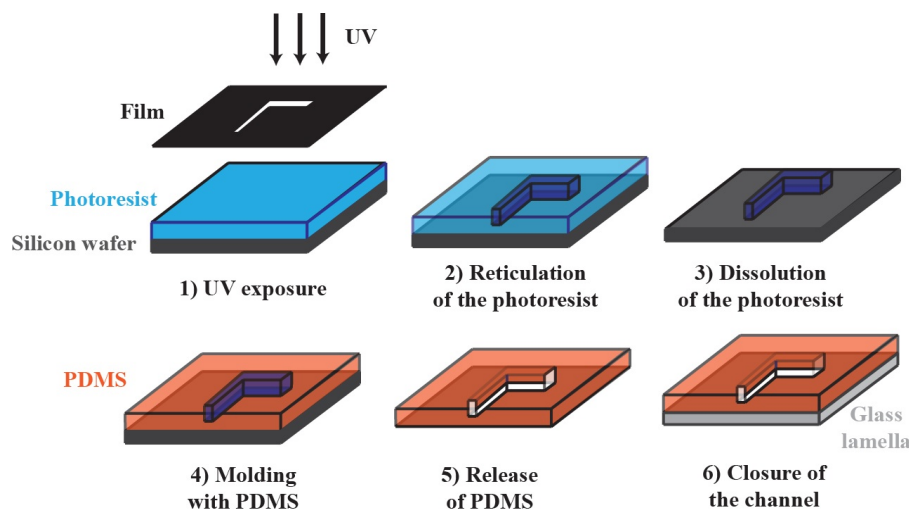 UV
Film
Photoresist
Silicon wafer
1) UV exposure
2) Reticulation
of the photoresist
3) Dissolution
of the photoresist
PDMS
Glass
lamella
4) Molding
with PDMS
5) Release
of PDMS
6) Closure of
the channel